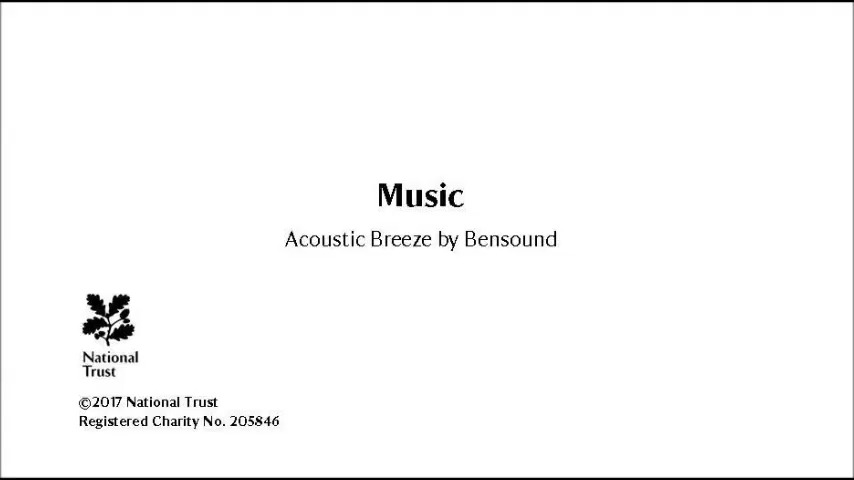 Music
Acoustic Breeze by Bensound
National
Trust
©2017 National Trust
Registered Charity No. 205846